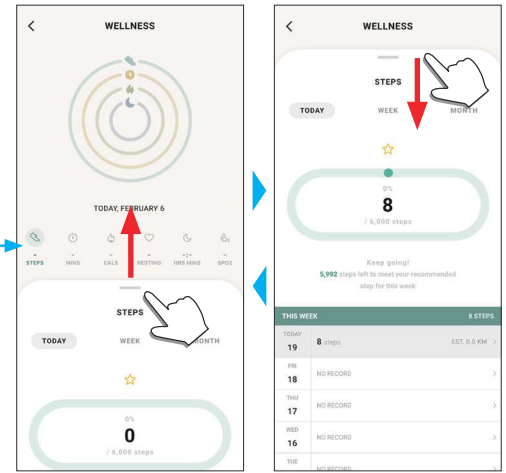 WELLNESS
TODAY, FEBRUARY 6
- - - - -:- -
STEPS MINS EALS RESTING HRS MINS SPO2
STEPS
TODAY WEEK MONTH
0%
0
/ 6,000 steps
WELLNESS
STEPS
TODAY WEEK MONTH
0%
8
/ 6,000 steps
Keep going!
5,992 steps left to meet your recommended
step for this week
THIS WEEK 8 STEPS
TODAY
19 8 steps EST. 0.0 KM
FRI
18 NO RECORD
THU
17 NO RECORD
WED
16 NO RECORD
TUE
NO RECORD